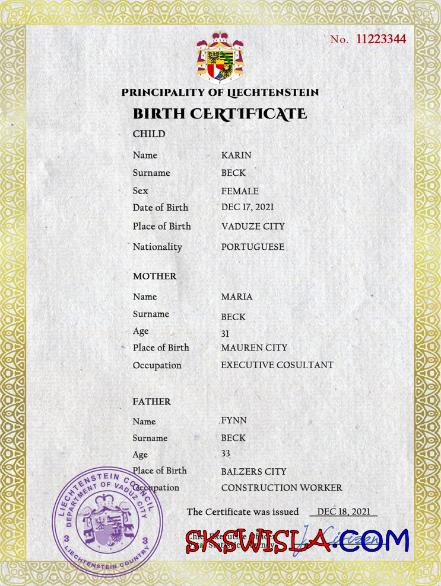 No. 11223344
PRINCIPALITY OF LIECHTENSTEIN
BIRTH CERTIFICATE
CHILD
Name KARIN
Surname BECK
Sex FEMALE
Date of Birth DEC 17, 2021
Place of Birth VADUZE CITY
Nationality PORTUGUESE
MOTHER
Name MARIA
Surname BECK
Age 31
Place of Birth MAUREN CITY
Occupation EXECUTIVE COSULTANT
FATHER
Name FYNN
Surname BECK
Age 33
Place of Birth BALZERS CITY
Occupation CONSTRUCTION WORKER
LIECHTENSTEIN COUNCIL
DEPARTMENT OF VADUZ CITY
3 3
LIECHTENSTEIN COUNTRY
The Certificate was issued DEC 18, 2021
SKSWISLA.COM